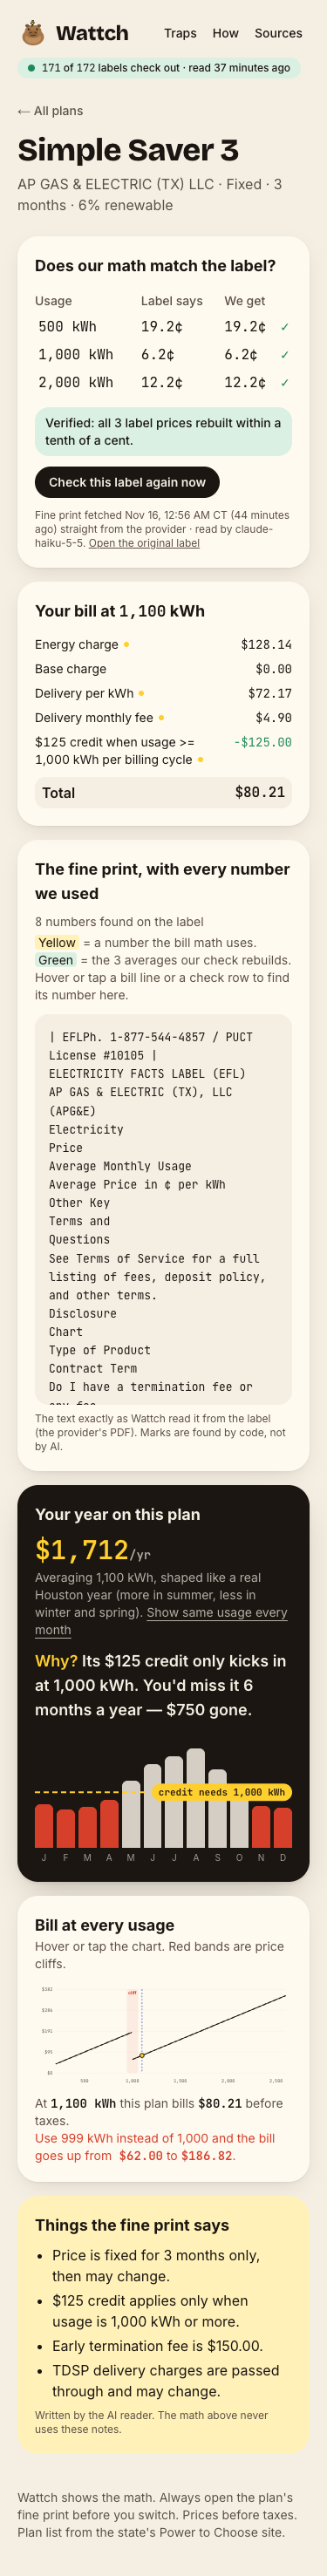 Wattch
Traps How Sources
171 of 172 labels check out · read 37 minutes ago
← All plans
Simple Saver 3
AP GAS & ELECTRIC (TX) LLC · Fixed · 3
months · 6% renewable
Does our math match the label?
Usage Label says We get
500 kWh 19.2¢ 19.2¢ ✓
1,000 kWh 6.2¢ 6.2¢ ✓
2,000 kWh 12.2¢ 12.2¢ ✓
Verified: all 3 label prices rebuilt within a
tenth of a cent.
Check this label again now
Fine print fetched Nov 16, 12:56 AM CT (44 minutes
ago) straight from the provider · read by claude-
haiku-5-5. Open the original label
Your bill at 1,100 kWh
Energy charge $128.14
Base charge $0.00
Delivery per kWh $72.17
Delivery monthly fee $4.90
$125 credit when usage >= -$125.00
1,000 kWh per billing cycle
Total $80.21
The fine print, with every number
we used
8 numbers found on the label
Yellow = a number the bill math uses.
Green = the 3 averages our check rebuilds.
Hover or tap a bill line or a check row to find
its number here.
| EFLPh. 1-877-544-4857 / PUCT
License #10105 |
ELECTRICITY FACTS LABEL (EFL)
AP GAS & ELECTRIC (TX), LLC
(APG&E)
Electricity
Price
Average Monthly Usage
Average Price in ¢ per kWh
Other Key
Terms and
Questions
See Terms of Service for a full
listing of fees, deposit policy,
and other terms.
Disclosure
Chart
Type of Product
Contract Term
Do I have a termination fee or
any fee
The text exactly as Wattch read it from the label
(the provider's PDF). Marks are found by code, not
by AI.
Your year on this plan
$1,712/yr
Averaging 1,100 kWh, shaped like a real
Houston year (more in summer, less in
winter and spring). Show same usage every
month
Why? Its $125 credit only kicks in
at 1,000 kWh. You'd miss it 6
months a year — $750 gone.
credit needs 1,000 kWh
J F M A M J J A S O N D
Bill at every usage
Hover or tap the chart. Red bands are price
cliffs.
cliff
$382
$286
$191
$95
$0
500 1,000 1,500 2,000 2,500
At 1,100 kWh this plan bills $80.21 before
taxes.
Use 999 kWh instead of 1,000 and the bill
goes up from $62.00 to $186.82.
Things the fine print says
• Price is fixed for 3 months only,
then may change.
• $125 credit applies only when
usage is 1,000 kWh or more.
• Early termination fee is $150.00.
• TDSP delivery charges are passed
through and may change.
Written by the AI reader. The math above never
uses these notes.
Wattch shows the math. Always open the plan's
fine print before you switch. Prices before taxes.
Plan list from the state's Power to Choose site.